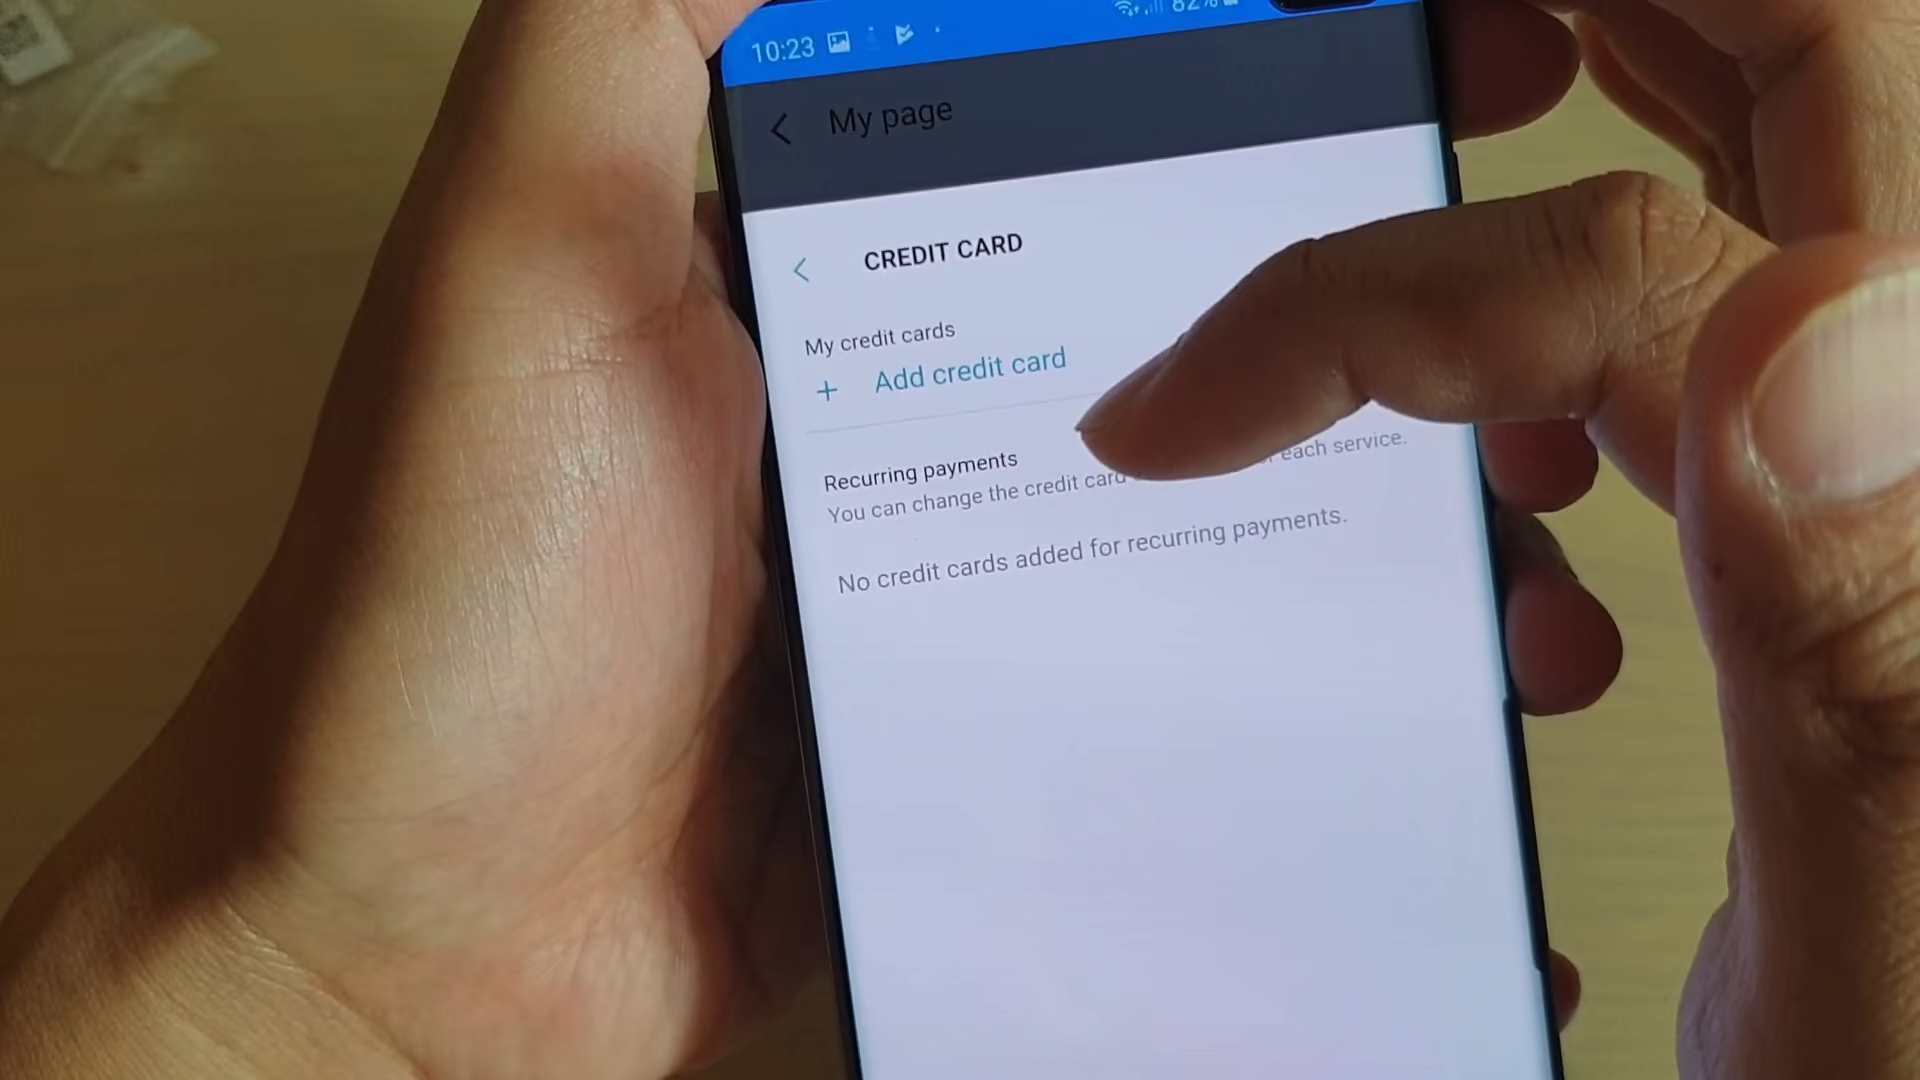 10:23 82%
My page
CREDIT CARD
My credit cards
+ Add credit card
Recurring payments
You can change the credit card each service.
No credit cards added for recurring payments.